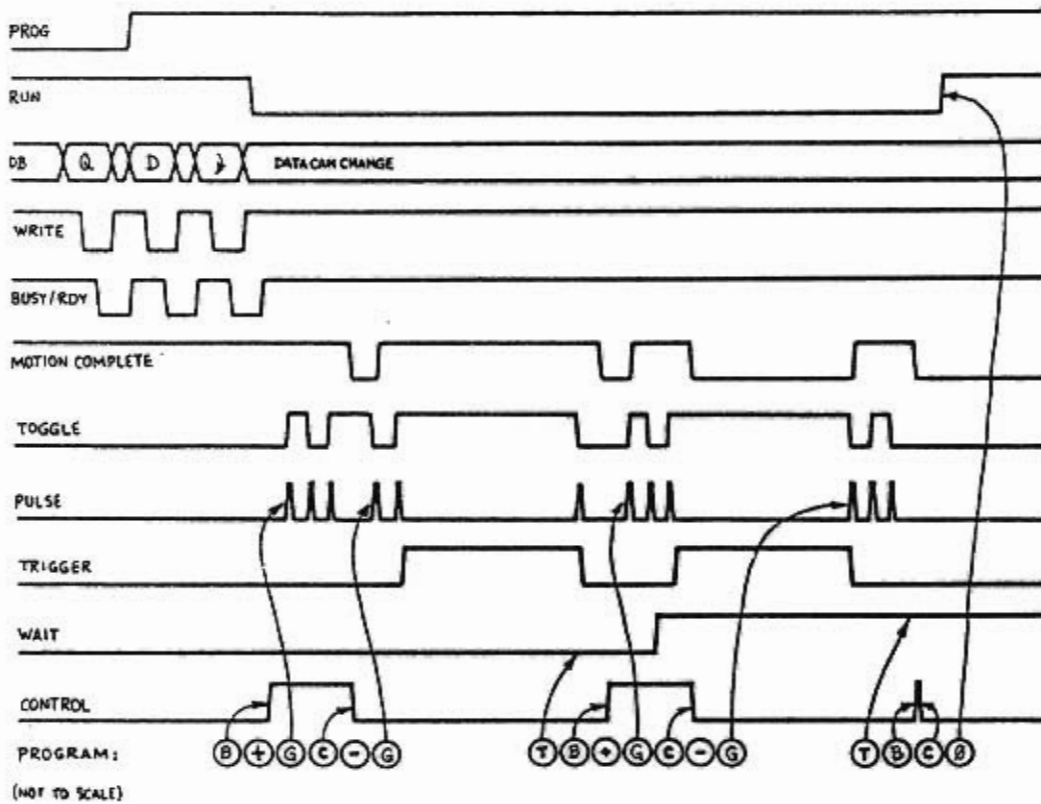 PROG
RUN
DB Q D DATA CAN CHANGE
WRITE
BUSY/RDY
MOTION COMPLETE
TOGGLE
PULSE
TRIGGER
WAIT
CONTROL
PROGRAM: B + G C - G T B + G C - G T B C Ø
(NOT TO SCALE)